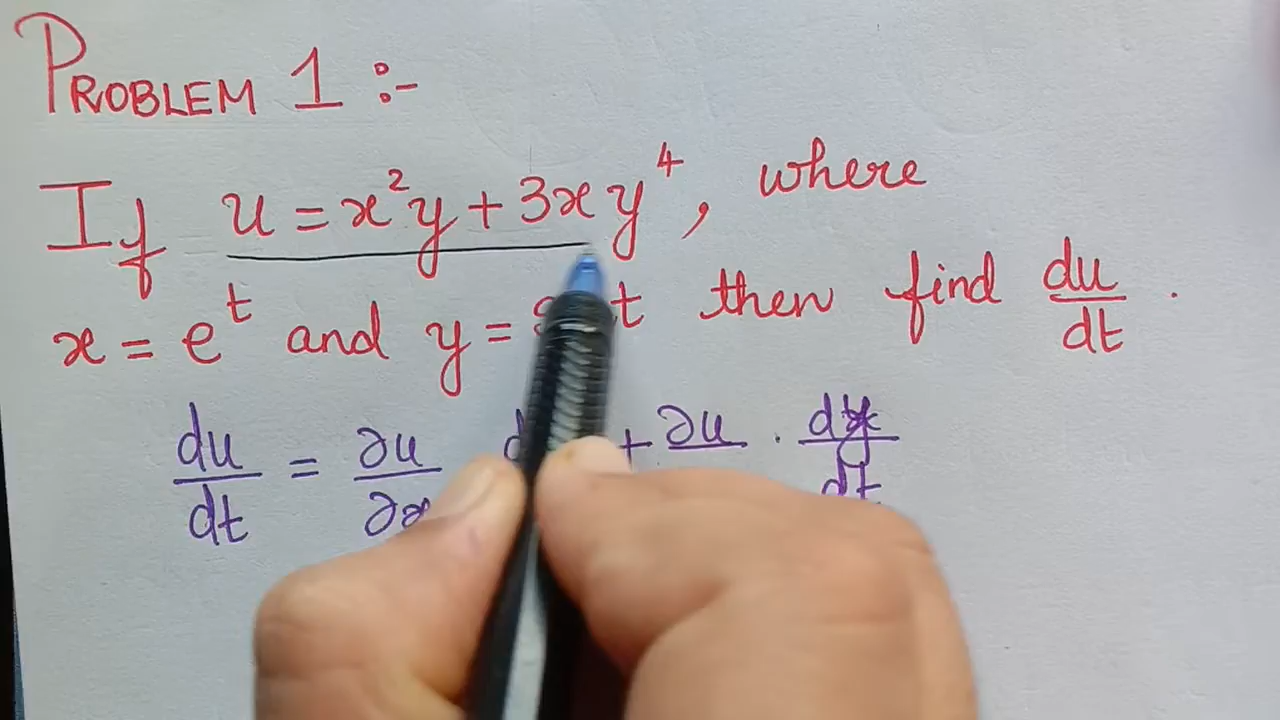 PROBLEM 1 :-
If u = x²y + 3xy⁴, where
x = eᵗ and y = t then find du/dt .
du/dt = ∂u/∂x + ∂u . dy/dt